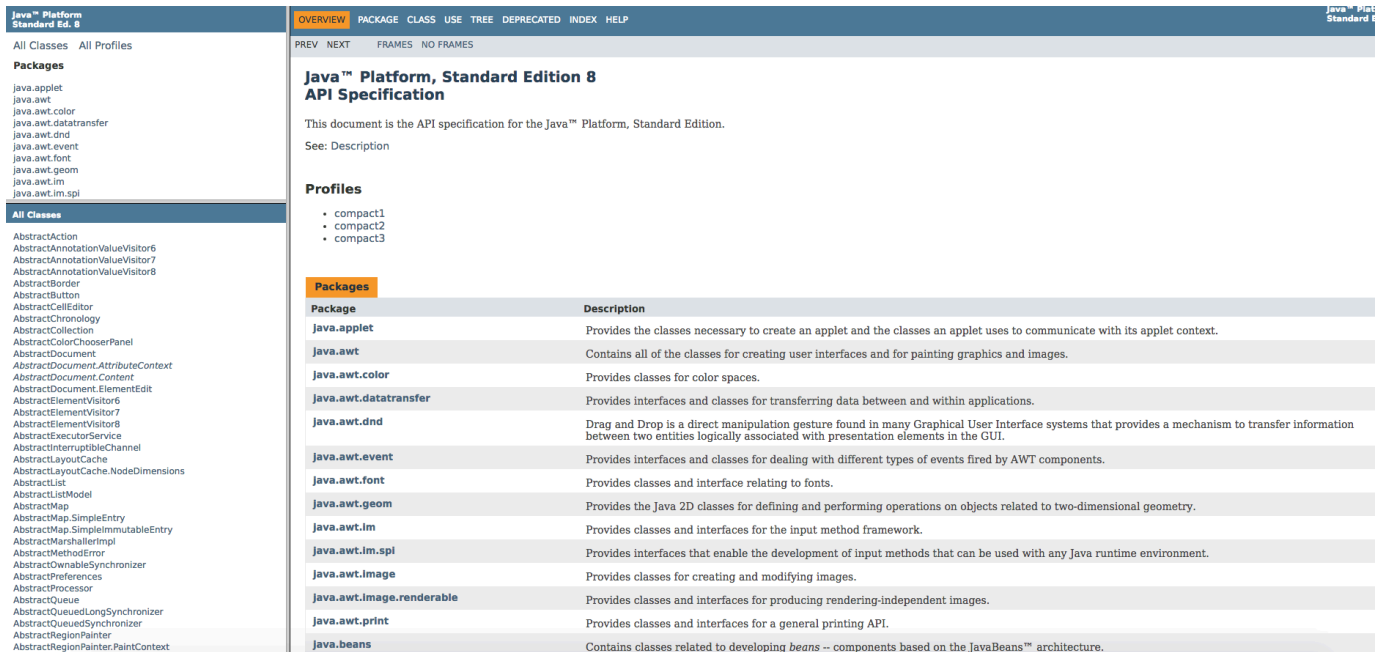 Java™ Platform
Standard Ed. 8
All Classes All Profiles
Packages
java.applet
java.awt
java.awt.color
java.awt.datatransfer
java.awt.dnd
java.awt.event
java.awt.font
java.awt.geom
java.awt.im
java.awt.im.spi
All Classes
AbstractAction
AbstractAnnotationValueVisitor6
AbstractAnnotationValueVisitor7
AbstractAnnotationValueVisitor8
AbstractBorder
AbstractButton
AbstractCellEditor
AbstractChronology
AbstractCollection
AbstractColorChooserPanel
AbstractDocument
AbstractDocument.AttributeContext
AbstractDocument.Content
AbstractDocument.ElementEdit
AbstractElementVisitor6
AbstractElementVisitor7
AbstractElementVisitor8
AbstractExecutorService
AbstractInterruptibleChannel
AbstractLayoutCache
AbstractLayoutCache.NodeDimensions
AbstractList
AbstractListModel
AbstractMap
AbstractMap.SimpleEntry
AbstractMap.SimpleImmutableEntry
AbstractMarshallerImpl
AbstractMethodError
AbstractOwnableSynchronizer
AbstractPreferences
AbstractProcessor
AbstractQueue
AbstractQueuedLongSynchronizer
AbstractQueuedSynchronizer
AbstractRegionPainter
AbstractRegionPainter.PaintContext
OVERVIEW PACKAGE CLASS USE TREE DEPRECATED INDEX HELP
Java™
Standard
PREV NEXT FRAMES NO FRAMES
Java™ Platform, Standard Edition 8
API Specification
This document is the API specification for the Java™ Platform, Standard Edition.
See: Description
Profiles
• compact1
• compact2
• compact3
Packages
Package Description
java.applet Provides the classes necessary to create an applet and the classes an applet uses to communicate with its applet context.
java.awt Contains all of the classes for creating user interfaces and for painting graphics and images.
java.awt.color Provides classes for color spaces.
java.awt.datatransfer Provides interfaces and classes for transferring data between and within applications.
java.awt.dnd Drag and Drop is a direct manipulation gesture found in many Graphical User Interface systems that provides a mechanism to transfer information
between two entities logically associated with presentation elements in the GUI.
java.awt.event Provides interfaces and classes for dealing with different types of events fired by AWT components.
java.awt.font Provides classes and interface relating to fonts.
java.awt.geom Provides the Java 2D classes for defining and performing operations on objects related to two-dimensional geometry.
java.awt.im Provides classes and interfaces for the input method framework.
java.awt.im.spi Provides interfaces that enable the development of input methods that can be used with any Java runtime environment.
java.awt.image Provides classes for creating and modifying images.
java.awt.image.renderable Provides classes and interfaces for producing rendering-independent images.
java.awt.print Provides classes and interfaces for a general printing API.
java.beans Contains classes related to developing beans -- components based on the JavaBeans™ architecture.